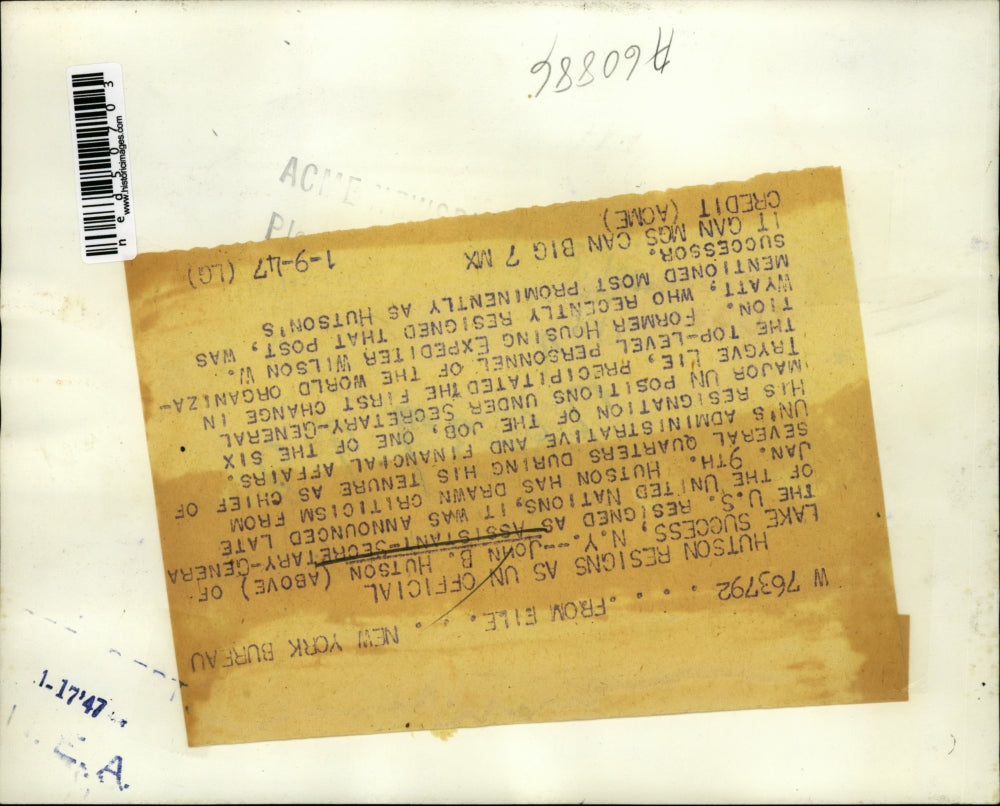 A60886
ned50703
www.historicimages.com
ACME
W 763792 . . . . .FROM FILE. . . . NEW YORK BUREAU
HUTSON RESIGNS AS UN OFFICIAL
LAKE SUCCESS, N.Y.--JOHN B. HUTSON (ABOVE) OF
THE U.S. RESIGNED AS ASSISTANT SECRETARY-GENERA
OF THE UNITED NATIONS, IT WAS ANNOUNCED LATE
JAN. 9TH. HUTSON HAS DRAWN CRITICISM FROM
SEVERAL QUARTERS DURING HIS TENURE AS CHIEF OF
UN'S ADMINISTRATIVE AND FINANCIAL AFFAIRS.
HIS RESIGNATION OF THE JOB, ONE OF THE SIX
MAJOR UN POSITIONS UNDER SECRETARY-GENERAL
TRYGVE LIE, PRECIPITATED THE FIRST CHANGE IN
THE TOP-LEVEL PERSONNEL OF THE WORLD ORGANIZA-
TION. FORMER HOUSING EXPEDITER WILSON W.
WYATT, WHO RECENTLY RESIGNED THAT POST, WAS
MENTIONED MOST PROMINENTLY AS HUTSON'S
SUCCESSOR.
IT GAN MGS CAN BIG 7 MX 1-9-47 (LG)
CREDIT (ACME)
1-17'47
E.A.